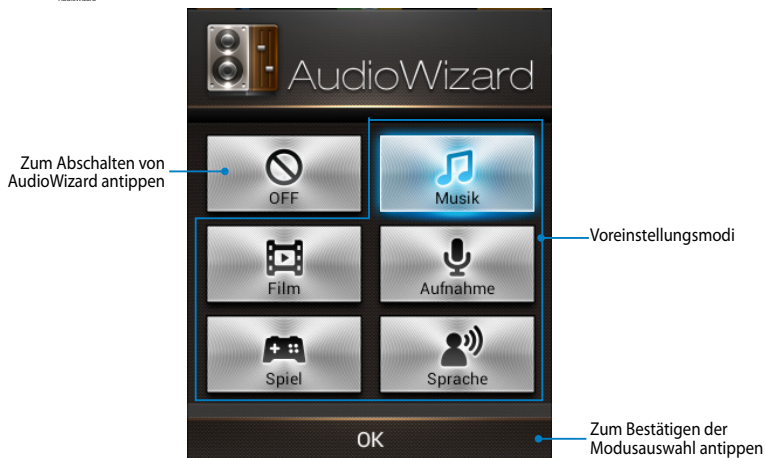 AudioWizard
Zum Abschalten von
AudioWizard antippen
OFF
Musik
Voreinstellungsmodi
Film
Aufnahme
Spiel
Sprache
OK
Zum Bestätigen der
Modusauswahl antippen